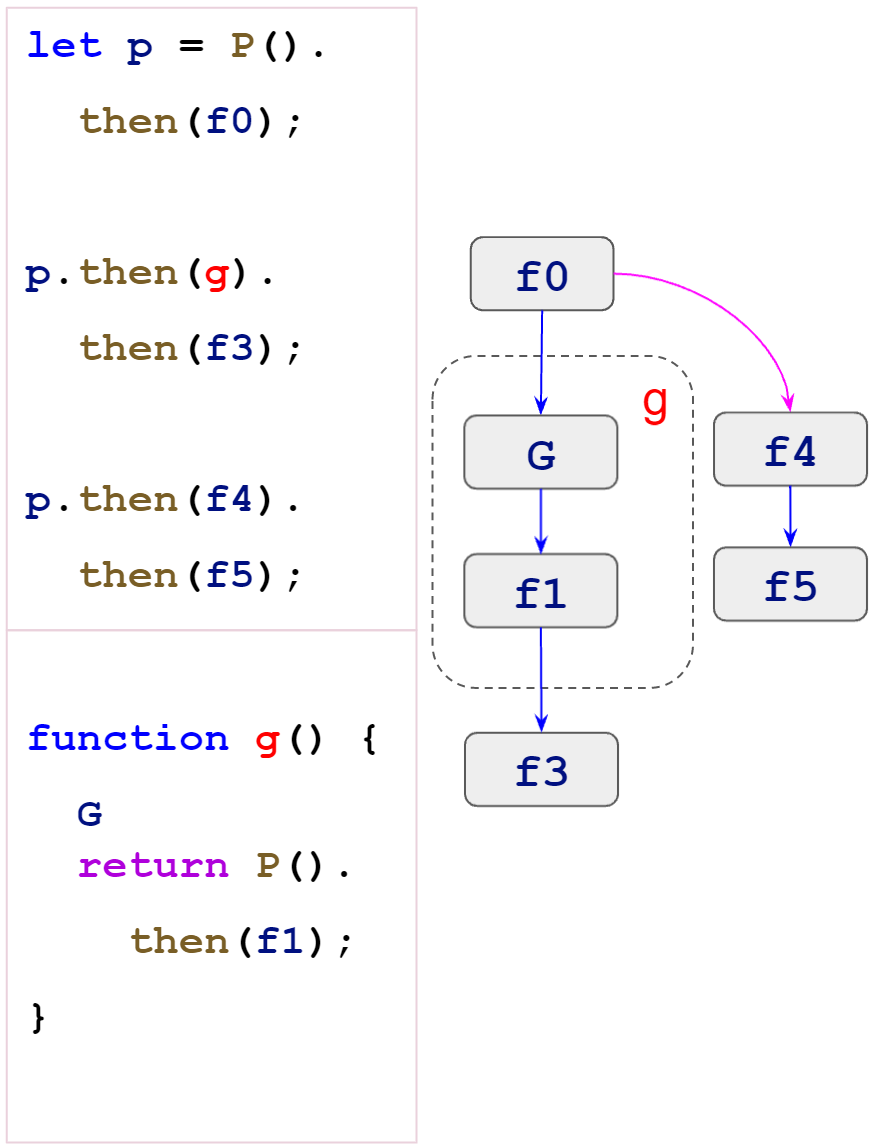 let p = P().
then(f0);
p.then(g).
then(f3);
p.then(f4).
then(f5);
function g() {
G
return P().
then(f1);
}
f0
g
G
f4
f1
f5
f3